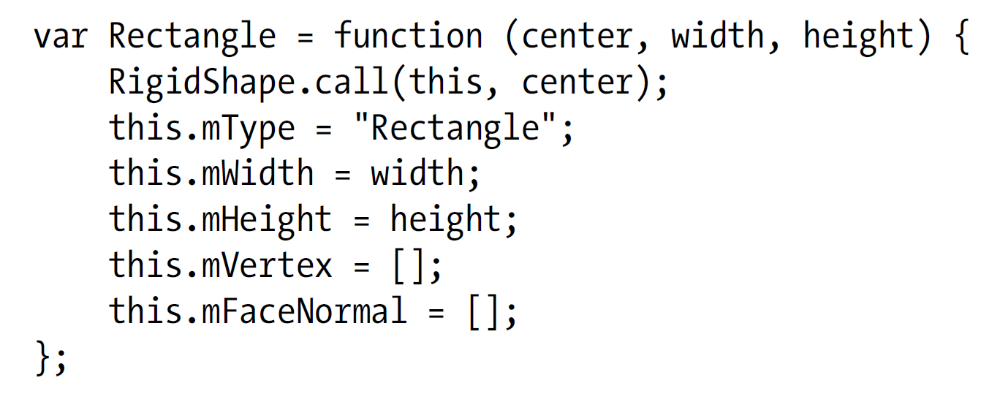 var Rectangle = function (center, width, height) {
    RigidShape.call(this, center);
    this.mType = "Rectangle";
    this.mWidth = width;
    this.mHeight = height;
    this.mVertex = [];
    this.mFaceNormal = [];
};